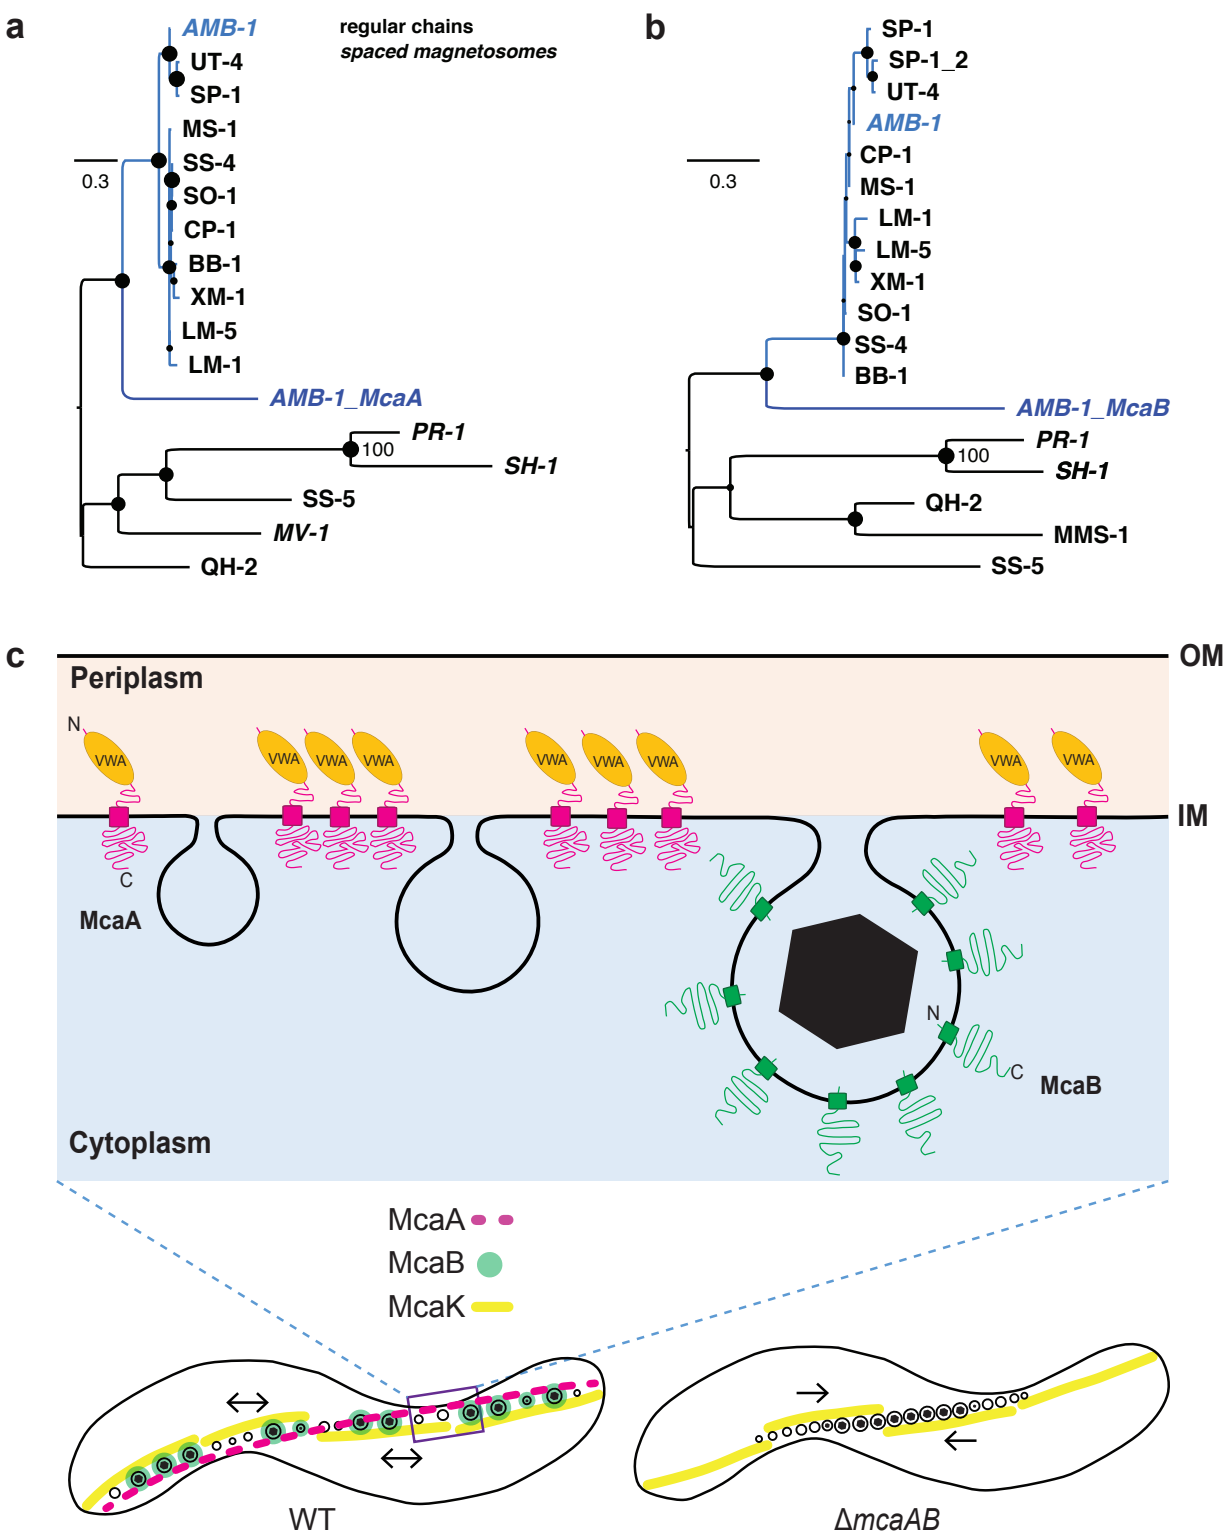 a
AMB-1
UT-4
SP-1
MS-1
SS-4
SO-1
CP-1
BB-1
XM-1
LM-5
LM-1
AMB-1_McaA
PR-1
100
SH-1
SS-5
MV-1
QH-2
0.3
regular chains
spaced magnetosomes
b
SP-1
SP-1_2
UT-4
AMB-1
CP-1
MS-1
LM-1
LM-5
XM-1
SO-1
SS-4
BB-1
AMB-1_McaB
PR-1
100
SH-1
QH-2
MMS-1
SS-5
0.3
c
OM
Periplasm
N
VWA
VWA
VWA
VWA
VWA
VWA
VWA
VWA
VWA
IM
C
McaA
N
C
McaB
Cytoplasm
McaA
McaB
McaK
WT
ΔmcaAB